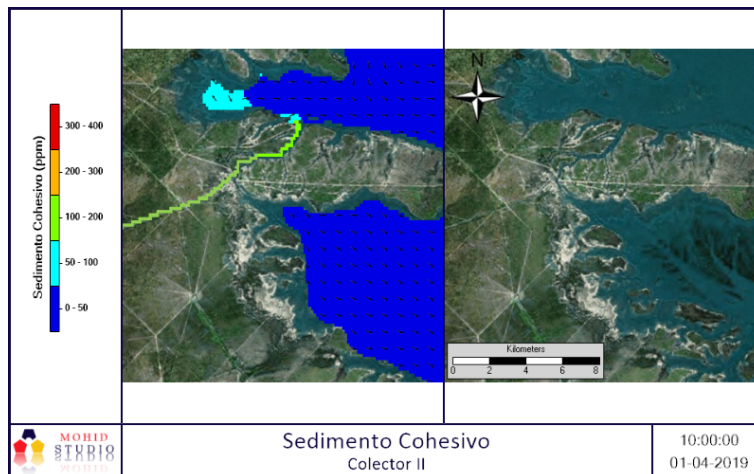 Sedimento Cohesivo (ppm)
300 - 400
200 - 300
100 - 200
50 - 100
0 - 50
N
Kilometers
0 2 4 6 8
MOHID
STUDIO
Sedimento Cohesivo
Colector II
10:00:00
01-04-2019